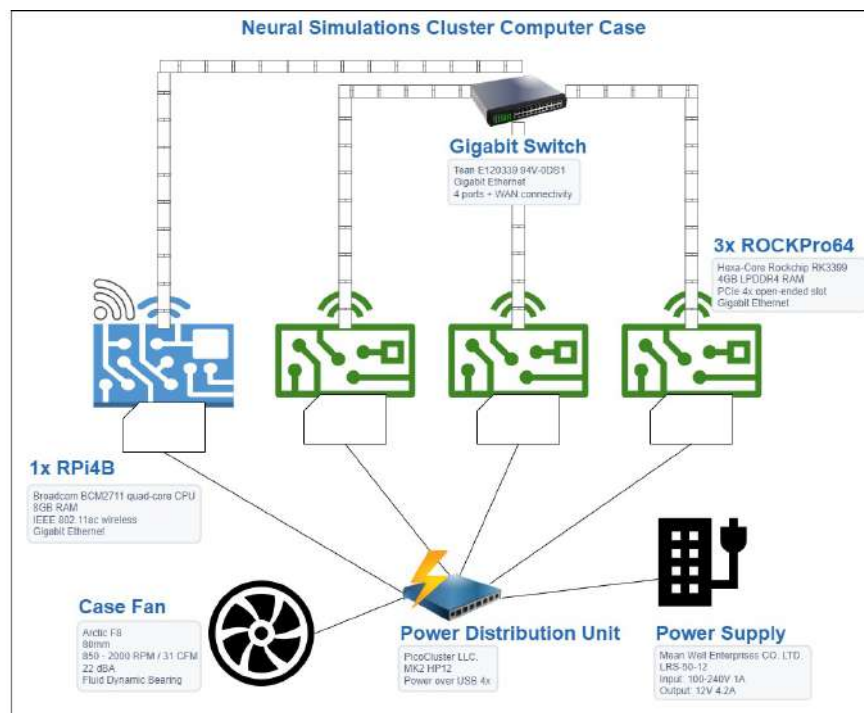 Neural Simulations Cluster Computer Case
Gigabit Switch
Tean E120339 94V-0DS1
Gigabit Ethernet
4 ports + WAN connectivity
3x ROCKPro64
Hexa-Core Rockchip RK3399
4GB LPDDR4 RAM
PCIe 4x open-ended slot
Gigabit Ethernet
1x RPi4B
Broadcom BCM2711 quad-core CPU
8GB RAM
IEEE 802.11ac wireless
Gigabit Ethernet
Case Fan
Arctic F8
80mm
850 - 2000 RPM / 31 CFM
22 dBA
Fluid Dynamic Bearing
Power Distribution Unit
PicoCluster LLC.
MK2 HP12
Power over USB 4x
Power Supply
Mean Well Enterprises CO. LTD.
LRS-50-12
Input: 100-240V 1A
Output: 12V 4.2A